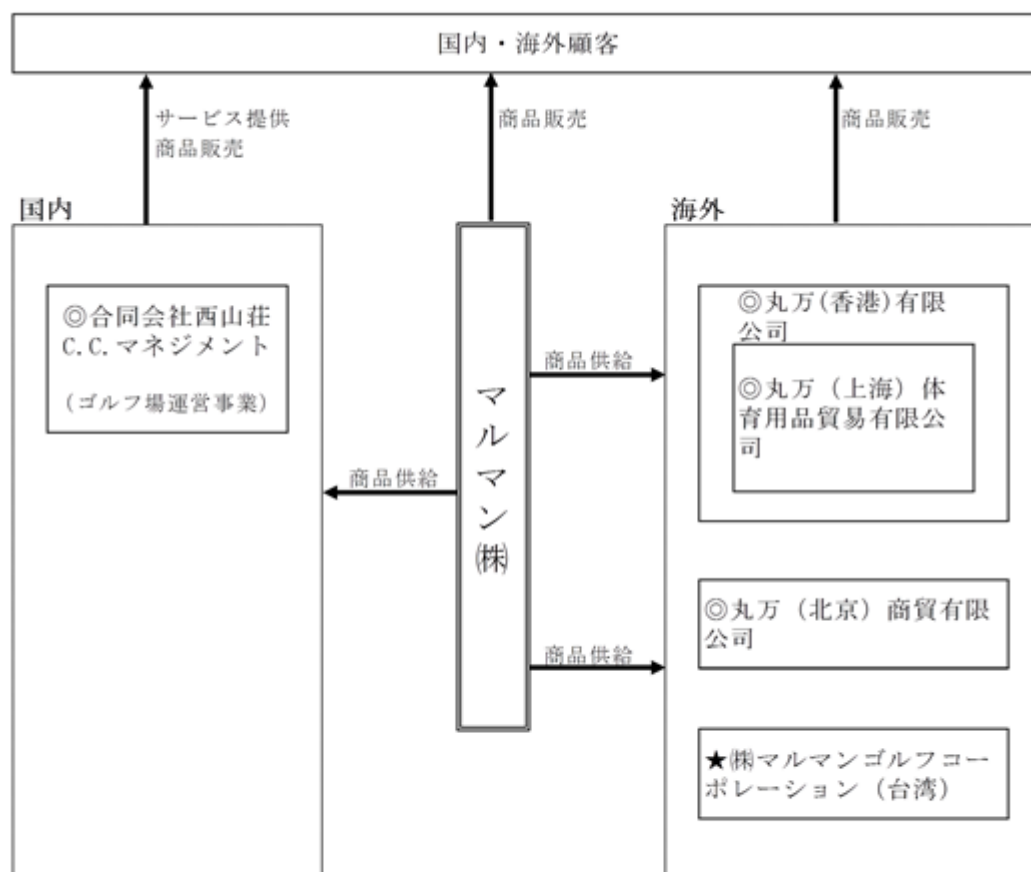 国内・海外顧客
サービス提供
商品販売
商品販売
商品販売
国内
海外
◎合同会社西山荘
C.C.マネジメント
(ゴルフ場運営事業)
マルマン㈱
商品供給
商品供給
商品供給
◎丸万(香港)有限
公司
◎丸万（上海）体
育用品貿易有限公
司
◎丸万（北京）商貿有限
公司
★㈱マルマンゴルフコー
ポレーション（台湾）